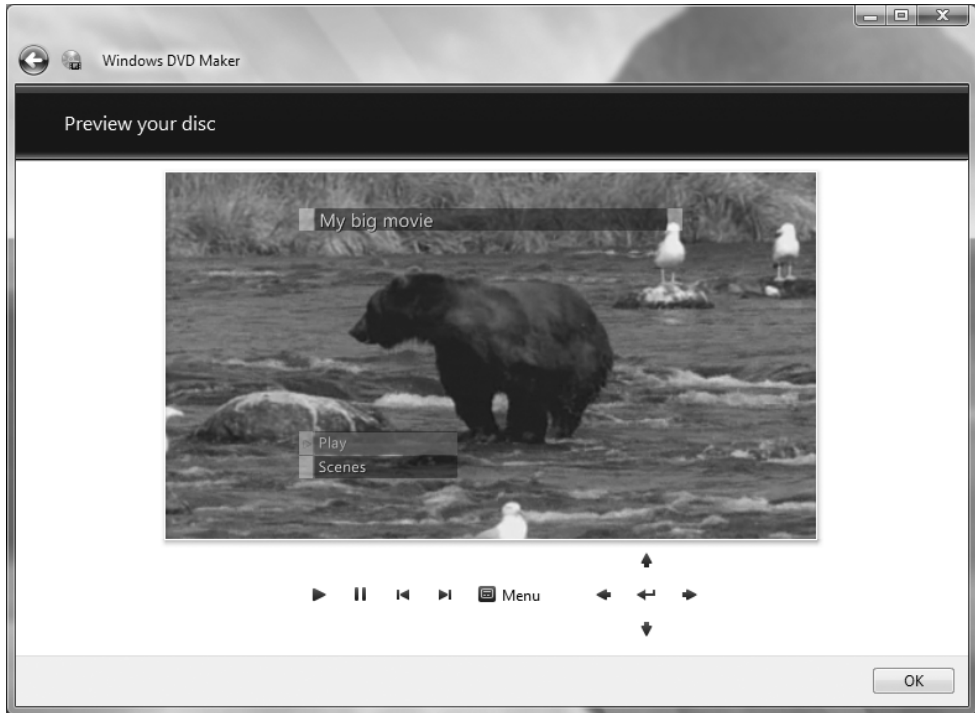 Windows DVD Maker
Preview your disc
My big movie
Play
Scenes
Menu
OK